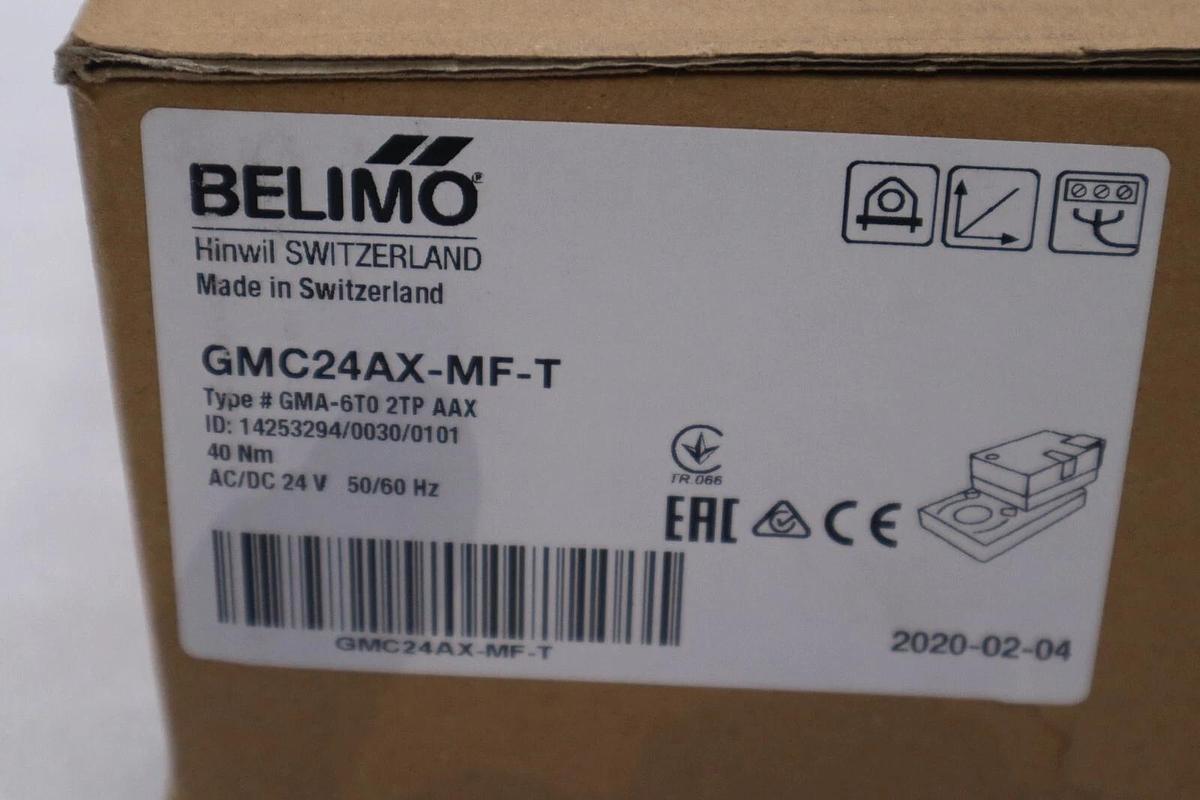 BELIMO®
Hinwil SWITZERLAND
Made in Switzerland
GMC24AX-MF-T
Type # GMA-6T0 2TP AAX
ID: 14253294/0030/0101
40 Nm
AC/DC 24 V 50/60 Hz
TR.066
EAC CE
GMC24AX-MF-T
2020-02-04